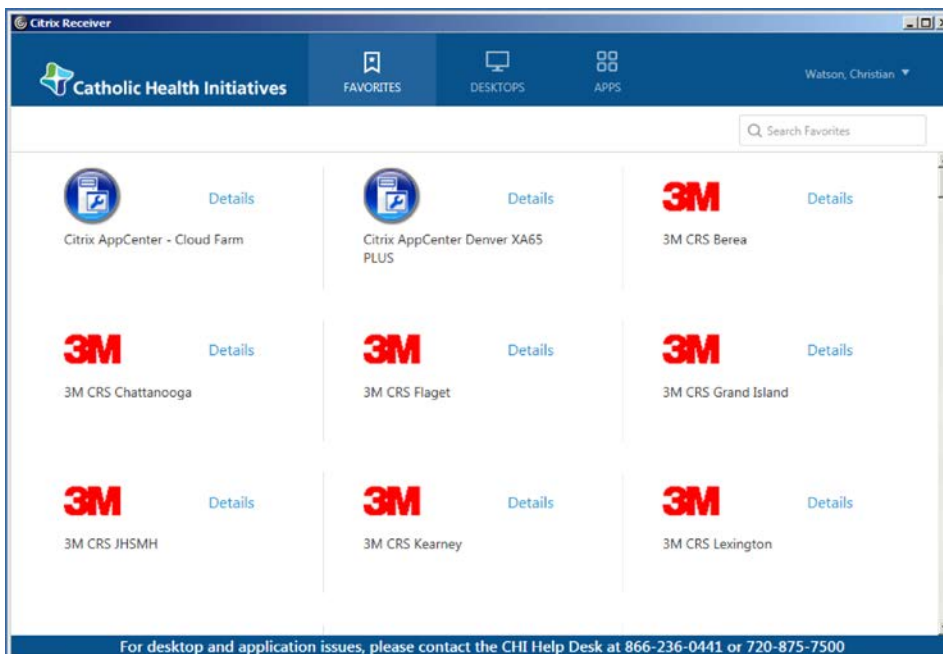 Citrix Receiver
Catholic Health Initiatives
FAVORITES
DESKTOPS
APPS
Watson, Christian
Search Favorites
Details
Citrix AppCenter - Cloud Farm
Details
Citrix AppCenter Denver XA65
PLUS
3M
Details
3M CRS Berea
3M
Details
3M CRS Chattanooga
3M
Details
3M CRS Flaget
3M
Details
3M CRS Grand Island
3M
Details
3M CRS JHSMH
3M
Details
3M CRS Kearney
3M
Details
3M CRS Lexington
For desktop and application issues, please contact the CHI Help Desk at 866-236-0441 or 720-875-7500